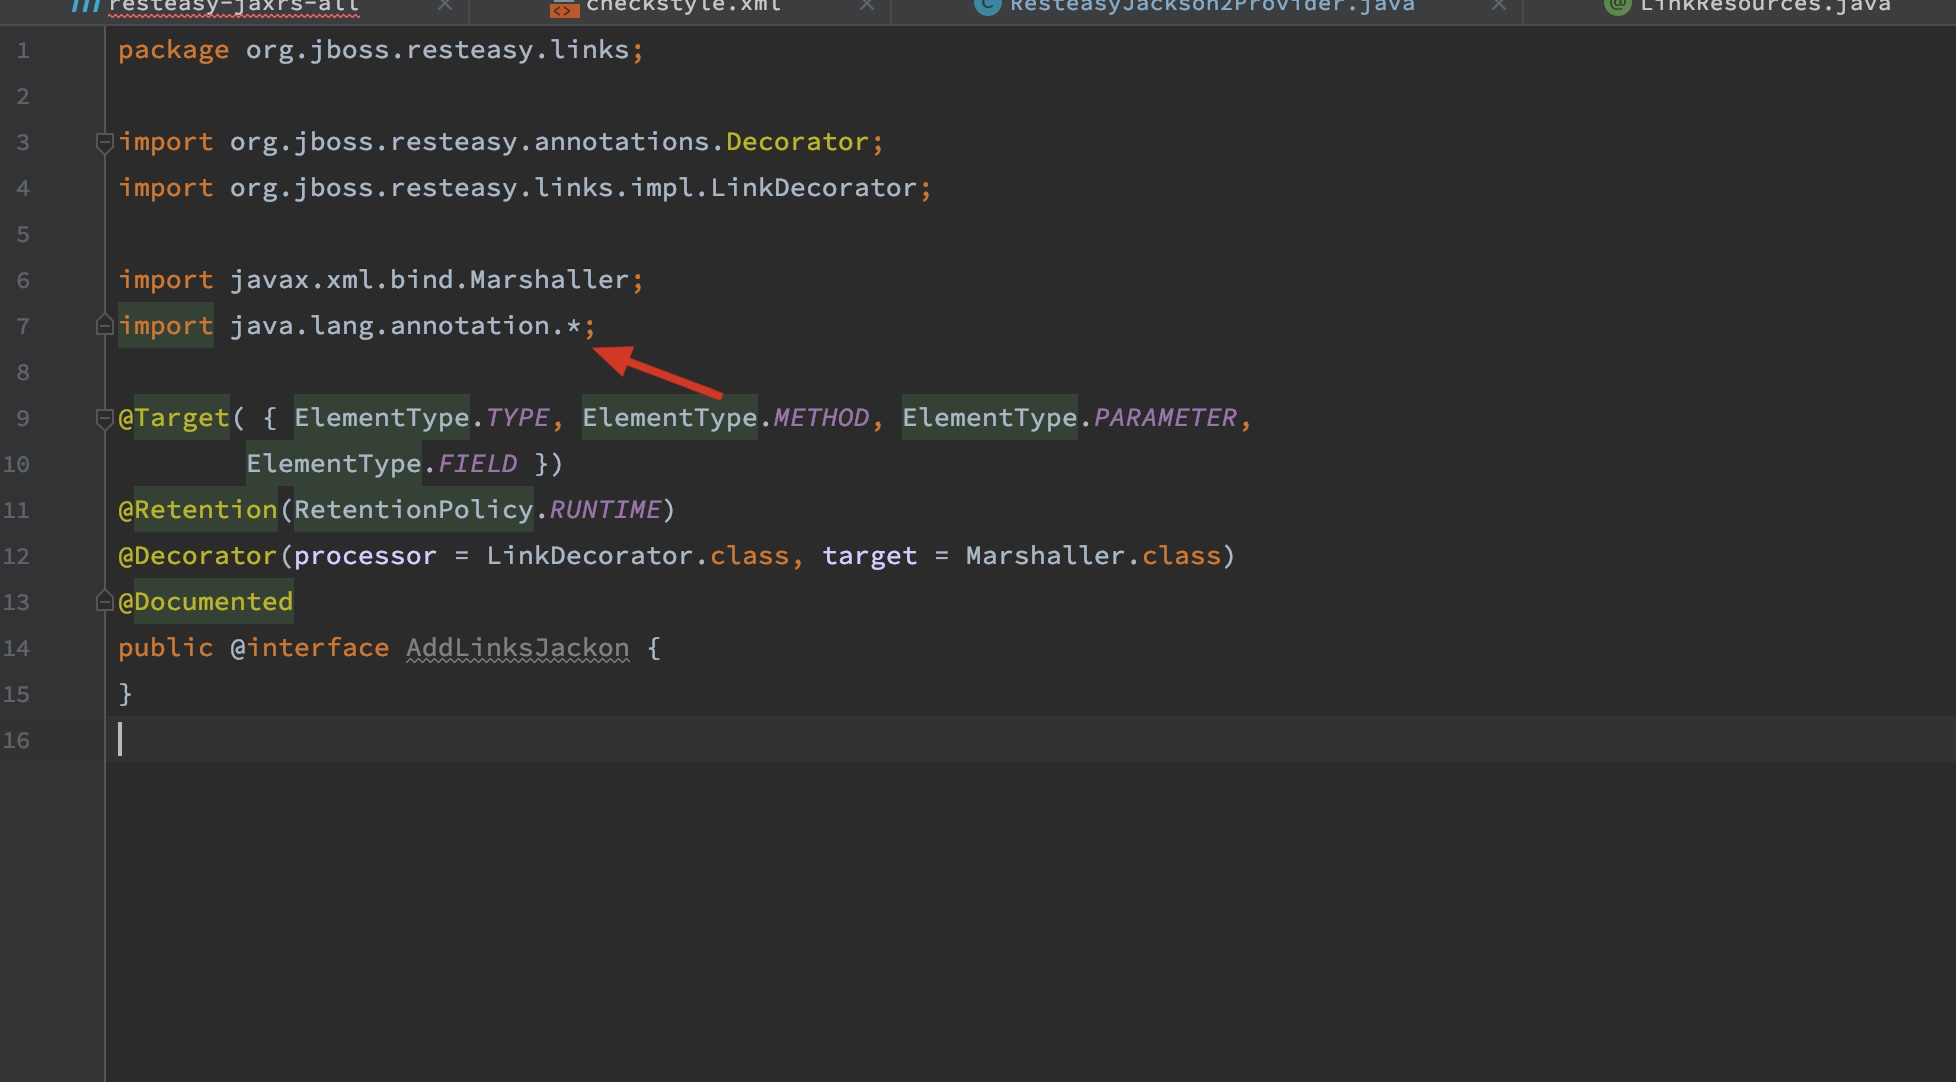 resteasy-jaxrs-all
checkstyle.xml
ResteasyJackson2Provider.java
LinkResources.java
1 package org.jboss.resteasy.links;
2
3 import org.jboss.resteasy.annotations.Decorator;
4 import org.jboss.resteasy.links.impl.LinkDecorator;
5
6 import javax.xml.bind.Marshaller;
7 import java.lang.annotation.*;
8
9 @Target( { ElementType.TYPE, ElementType.METHOD, ElementType.PARAMETER,
10 ElementType.FIELD })
11 @Retention(RetentionPolicy.RUNTIME)
12 @Decorator(processor = LinkDecorator.class, target = Marshaller.class)
13 @Documented
14 public @interface AddLinksJackon {
15 }
16